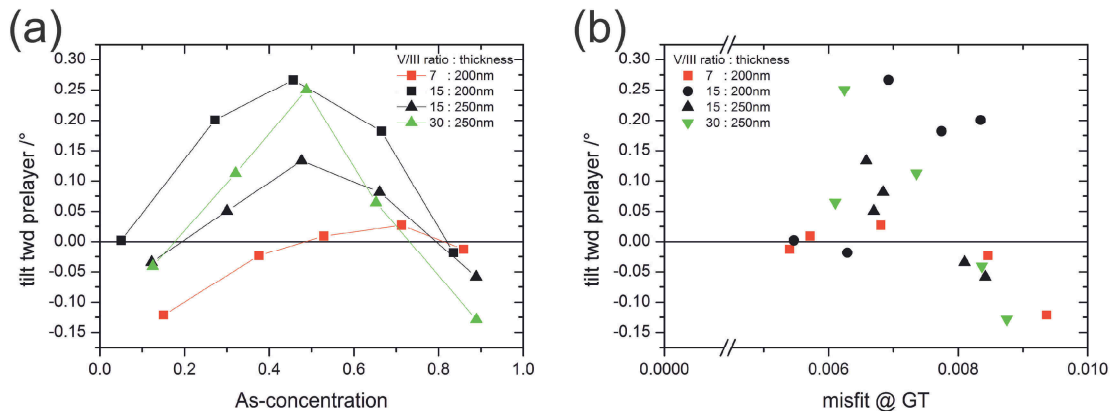 (a)
tilt twd prelayer /°
0.30
0.25
0.20
0.15
0.10
0.05
0.00
-0.05
-0.10
-0.15
V/III ratio : thickness
7 : 200nm
15 : 200nm
15 : 250nm
30 : 250nm
0.0 0.2 0.4 0.6 0.8 1.0
As-concentration
(b)
tilt twd prelayer /°
0.30
0.25
0.20
0.15
0.10
0.05
0.00
-0.05
-0.10
-0.15
V/III ratio : thickness
7 : 200nm
15 : 200nm
15 : 250nm
30 : 250nm
0.0000 0.006 0.008 0.010
misfit @ GT